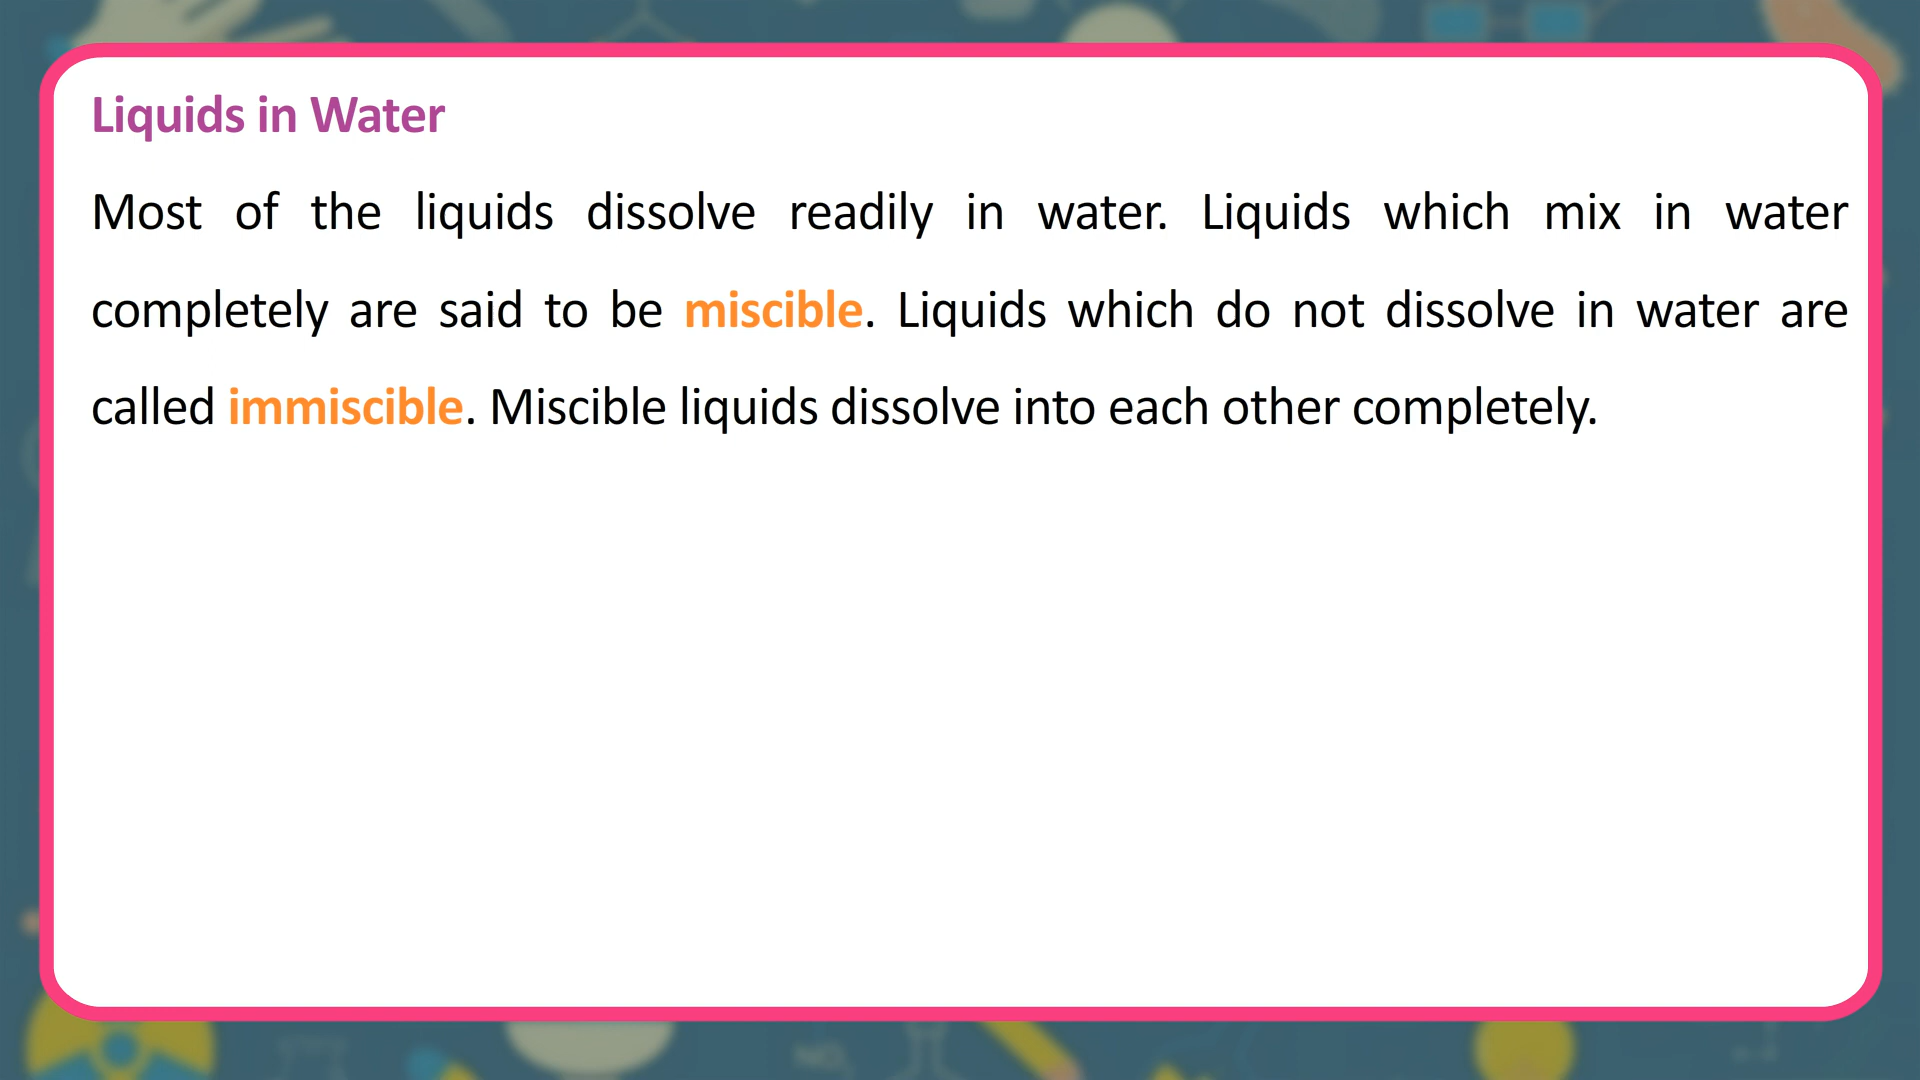 Liquids in Water
Most of the liquids dissolve readily in water. Liquids which mix in water
completely are said to be miscible. Liquids which do not dissolve in water are
called immiscible. Miscible liquids dissolve into each other completely.